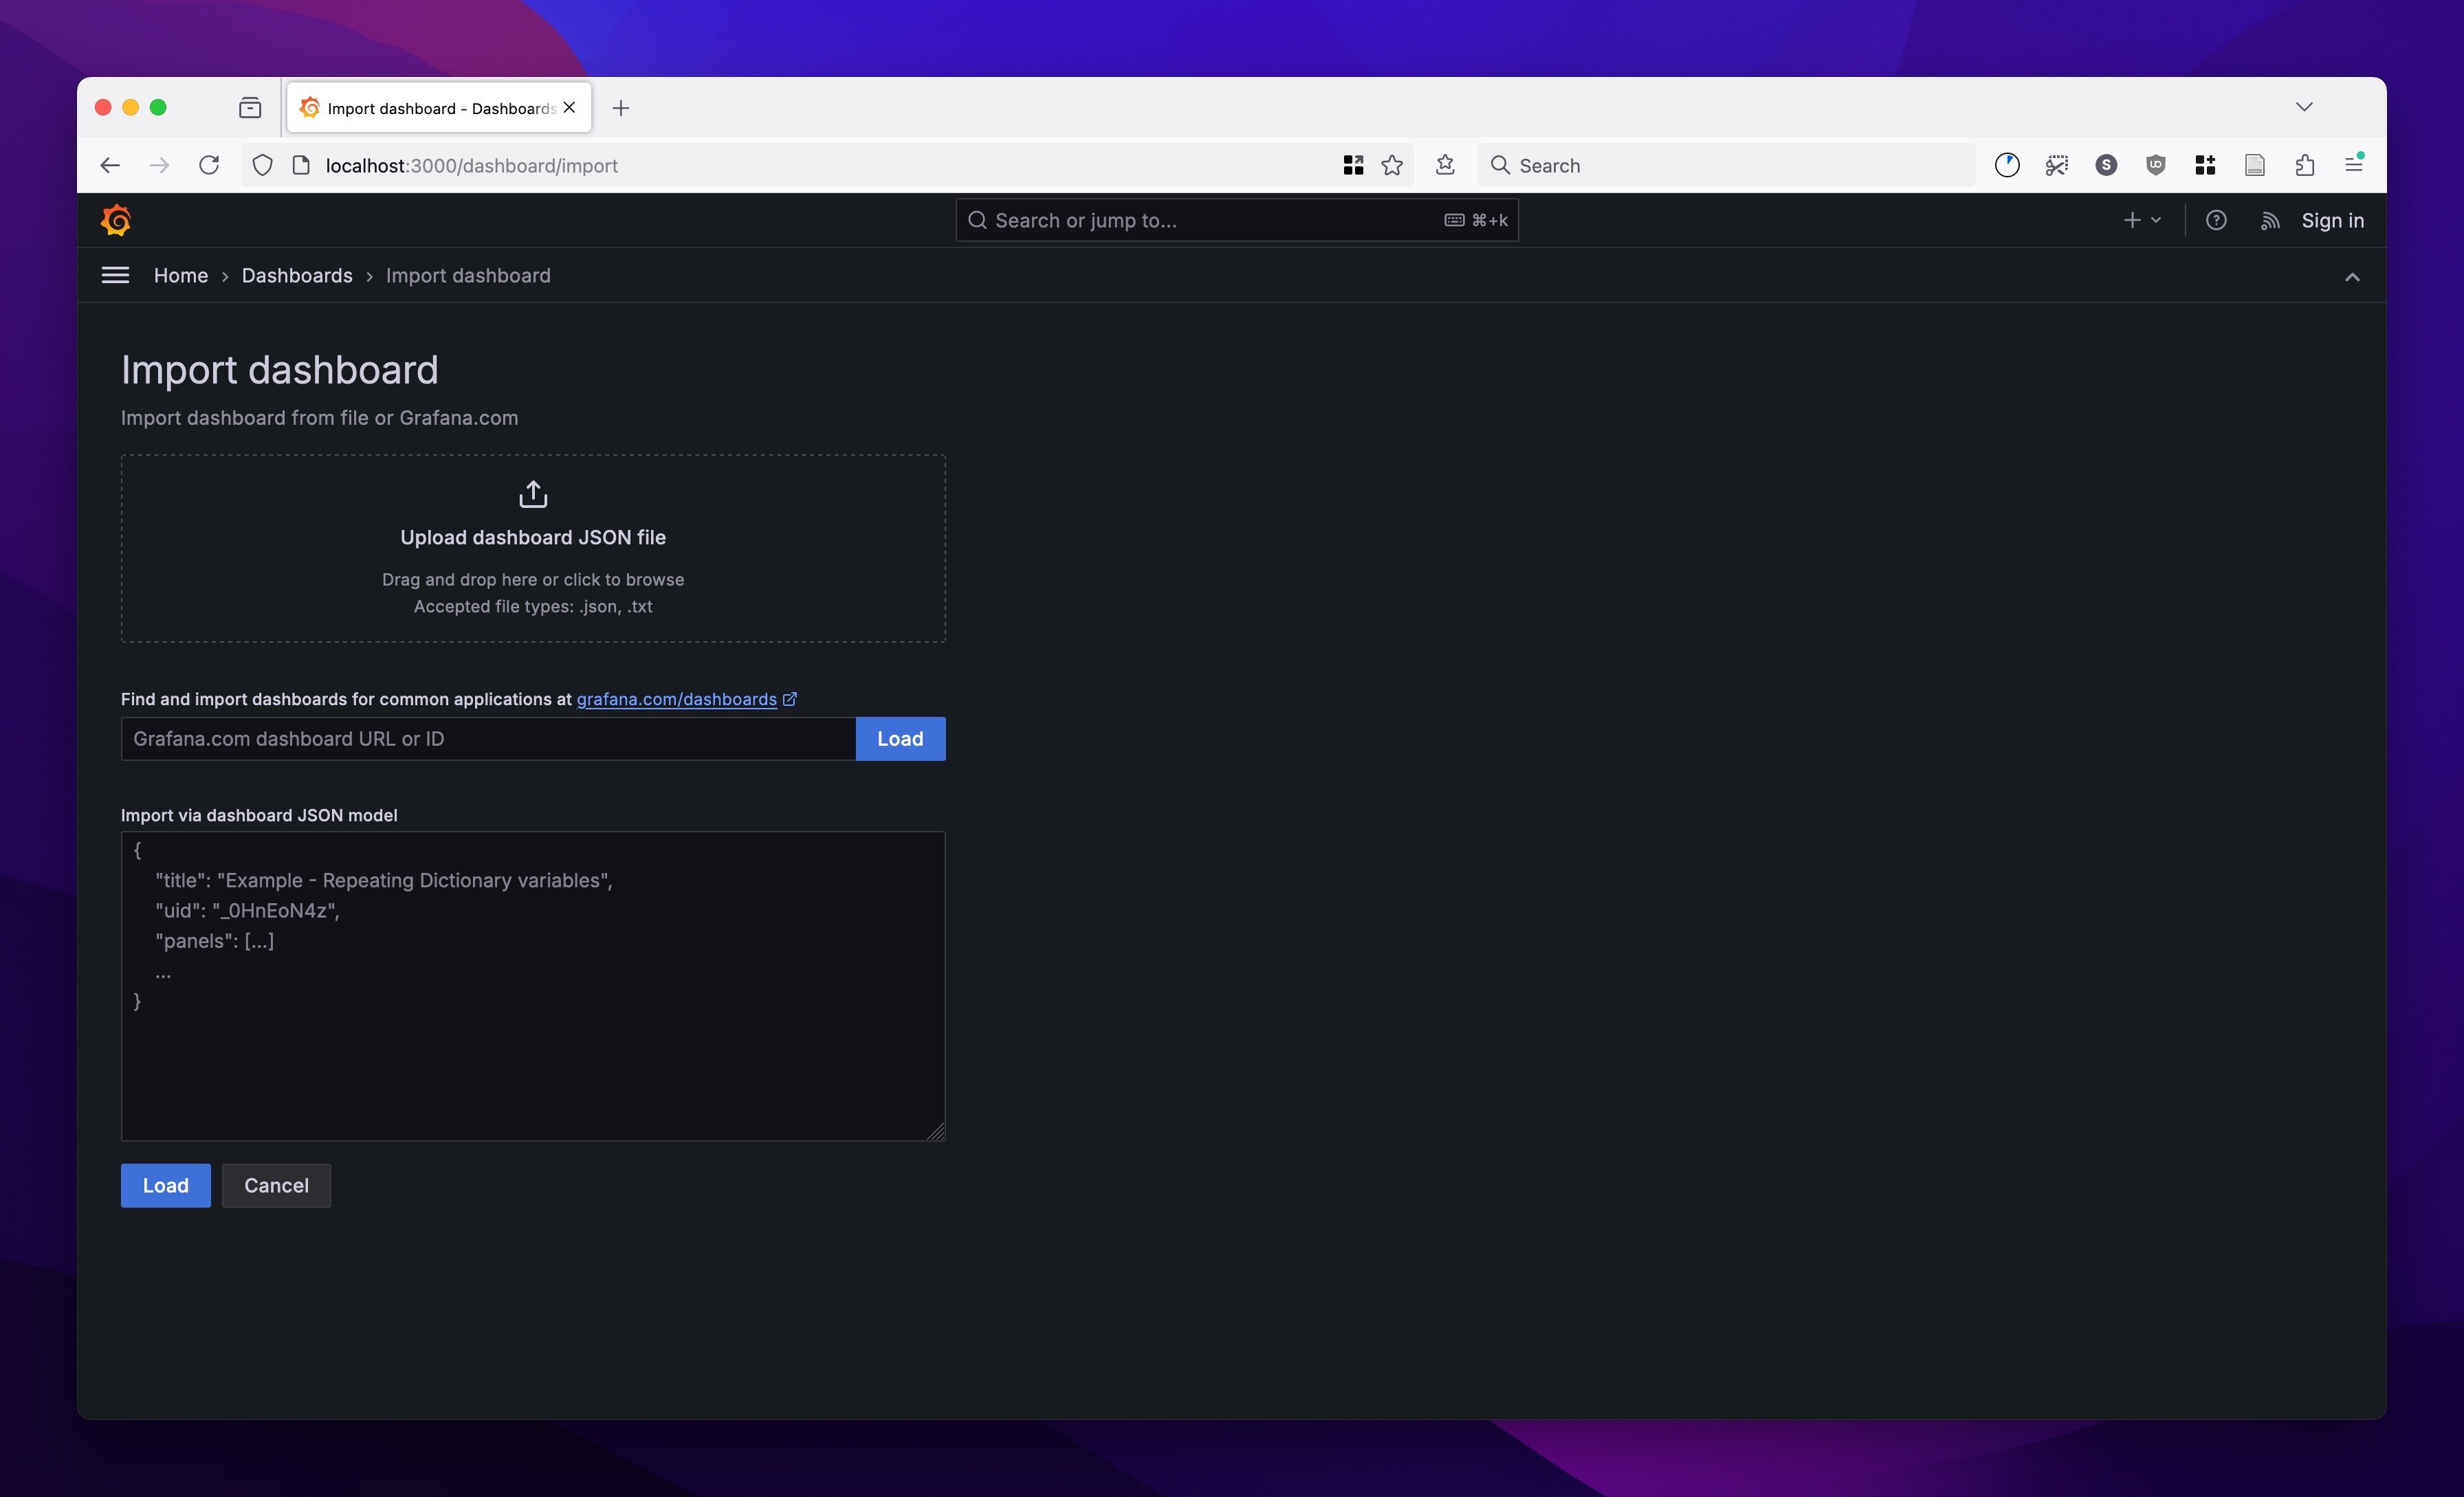 Import dashboard - Dashboards
localhost:3000/dashboard/import
Search
S
UO
Search or jump to...
⌘+k
Sign in
Home › Dashboards › Import dashboard
Import dashboard
Import dashboard from file or Grafana.com
Upload dashboard JSON file
Drag and drop here or click to browse
Accepted file types: .json, .txt
Find and import dashboards for common applications at grafana.com/dashboards
Grafana.com dashboard URL or ID
Load
Import via dashboard JSON model
{
"title": "Example - Repeating Dictionary variables",
"uid": "_0HnEoN4z",
"panels": [...]
...
}
Load
Cancel